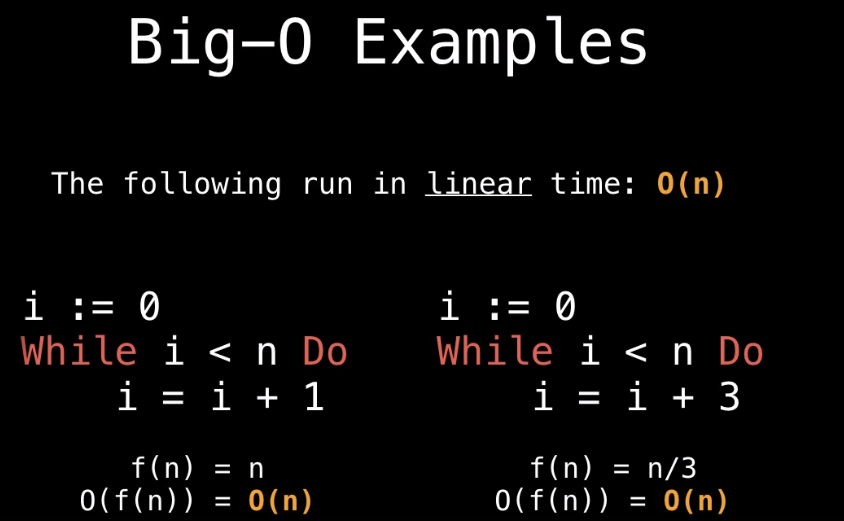 Big-O Examples
The following run in linear time: O(n)
i := 0
While i < n Do
i = i + 1
f(n) = n
O(f(n)) = O(n)
i := 0
While i < n Do
i = i + 3
f(n) = n/3
O(f(n)) = O(n)